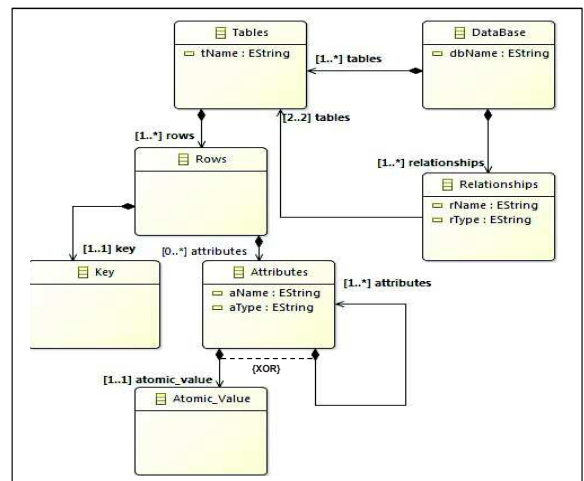 Tables
tName : EString
DataBase
dbName : EString
[1..*] tables
[2..2] tables
[1..*] rows
[1..*] relationships
Rows
Relationships
rName : EString
rType : EString
[1..1] key
[0..*] attributes
Key
Attributes
aName : EString
aType : EString
[1..*] attributes
{XOR}
[1..1] atomic_value
Atomic_Value